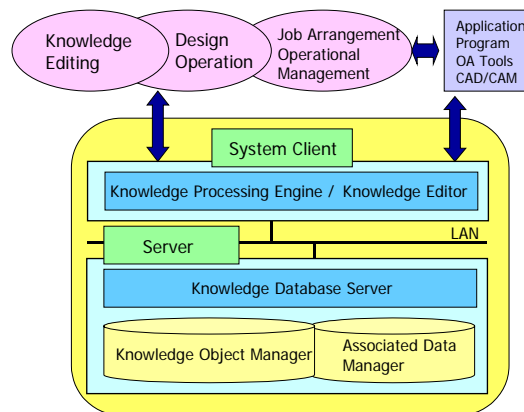 Knowledge
Editing
Design
Operation
Job Arrangement
Operational
Management
Application
Program
OA Tools
CAD/CAM
System Client
Knowledge Processing Engine / Knowledge Editor
LAN
Server
Knowledge Database Server
Knowledge Object Manager
Associated Data
Manager